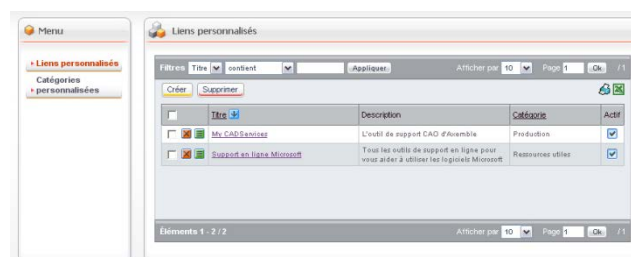 Menu
Liens personnalisés
Catégories personnalisées
Liens personnalisés
Filtres Titre contient Appliquer Afficher par 10 Page 1 Ok / 1
Créer Supprimer
Titre Description Catégorie Actif
My CADServices L'outil de support CAO d'Avemble Production
Support en ligne Microsoft Tous les outils de support en ligne pour vous aider à utiliser les logiciels Microsoft Ressources utiles
Éléments 1 - 2 / 2 Afficher par 10 Page 1 Ok / 1